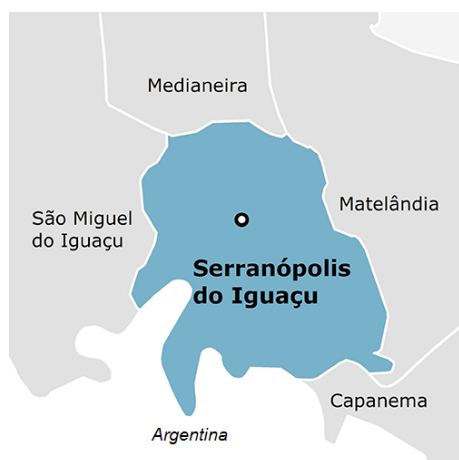 Medianeira
Matelândia
São Miguel
do Iguaçu
Serranópolis
do Iguaçu
Capanema
Argentina